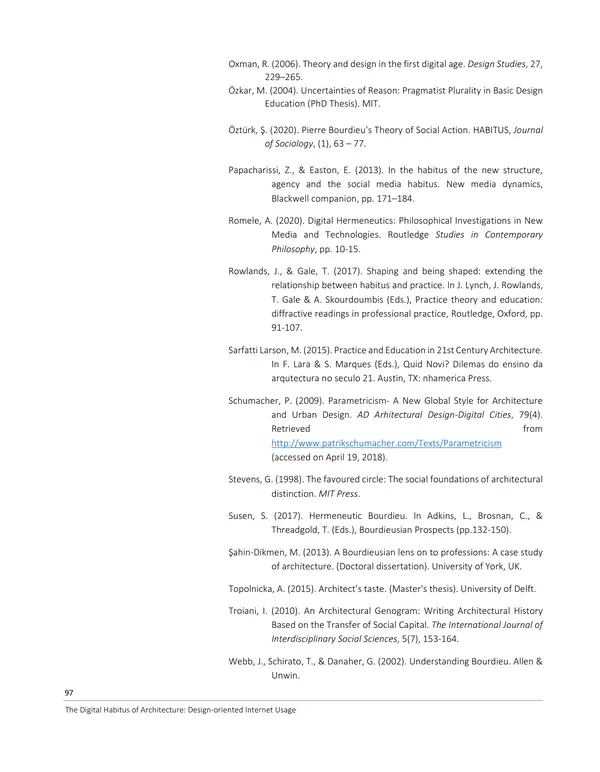 Oxman, R. (2006). Theory and design in the first digital age. Design Studies, 27,
229–265.
Özkar, M. (2004). Uncertainties of Reason: Pragmatist Plurality in Basic Design
Education (PhD Thesis). MIT.
Öztürk, Ş. (2020). Pierre Bourdieu’s Theory of Social Action. HABITUS, Journal
of Sociology, (1), 63 – 77.
Papacharissi, Z., & Easton, E. (2013). In the habitus of the new structure,
agency and the social media habitus. New media dynamics,
Blackwell companion, pp. 171–184.
Romele, A. (2020). Digital Hermeneutics: Philosophical Investigations in New
Media and Technologies. Routledge Studies in Contemporary
Philosophy, pp. 10-15.
Rowlands, J., & Gale, T. (2017). Shaping and being shaped: extending the
relationship between habitus and practice. In J. Lynch, J. Rowlands,
T. Gale & A. Skourdoumbis (Eds.), Practice theory and education:
diffractive readings in professional practice, Routledge, Oxford, pp.
91-107.
Sarfatti Larson, M. (2015). Practice and Education in 21st Century Architecture.
In F. Lara & S. Marques (Eds.), Quid Novi? Dilemas do ensino da
arqutectura no seculo 21. Austin, TX: nhamerica Press.
Schumacher, P. (2009). Parametricism- A New Global Style for Architecture
and Urban Design. AD Arhitectural Design-Digital Cities, 79(4).
Retrieved from
http://www.patrikschumacher.com/Texts/Parametricism
(accessed on April 19, 2018).
Stevens, G. (1998). The favoured circle: The social foundations of architectural
distinction. MIT Press.
Susen, S. (2017). Hermeneutic Bourdieu. In Adkins, L., Brosnan, C., &
Threadgold, T. (Eds.), Bourdieusian Prospects (pp.132-150).
Şahin-Dikmen, M. (2013). A Bourdieusian lens on to professions: A case study
of architecture. (Doctoral dissertation). University of York, UK.
Topolnicka, A. (2015). Architect’s taste. (Master's thesis). University of Delft.
Troiani, I. (2010). An Architectural Genogram: Writing Architectural History
Based on the Transfer of Social Capital. The International Journal of
Interdisciplinary Social Sciences, 5(7), 153-164.
Webb, J., Schirato, T., & Danaher, G. (2002). Understanding Bourdieu. Allen &
Unwin.
97
The Digital Habitus of Architecture: Design-oriented Internet Usage